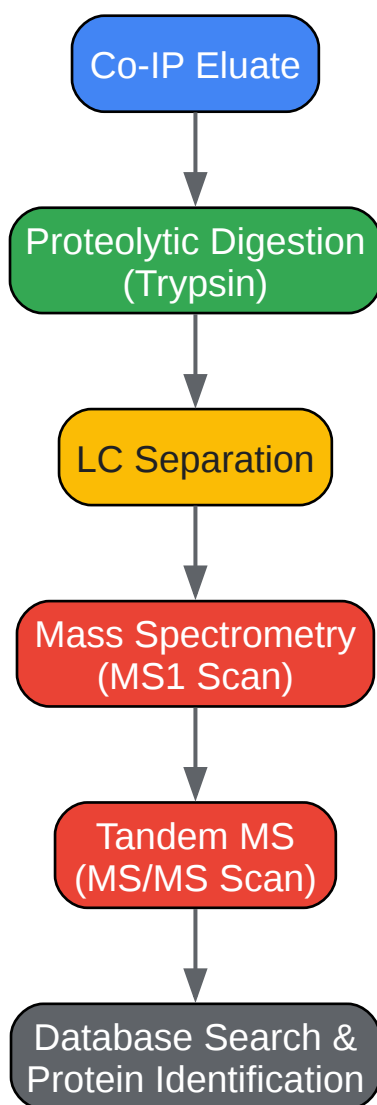 Co-IP Eluate
Proteolytic Digestion
(Trypsin)
LC Separation
Mass Spectrometry
(MS1 Scan)
Tandem MS
(MS/MS Scan)
Database Search &
Protein Identification